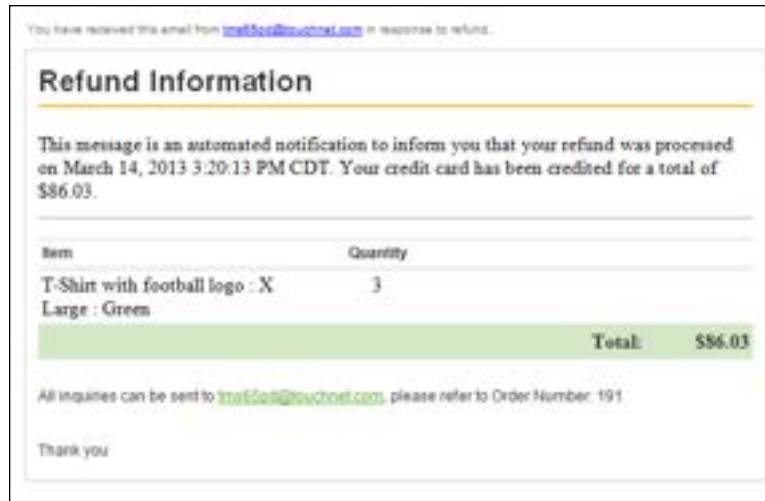 You have received this email from in response to refund.
Refund Information
This message is an automated notification to inform you that your refund was processed
on March 14, 2013 3:20:13 PM CDT. Your credit card has been credited for a total of
$86.03.
Item Quantity
T-Shirt with football logo : X 3
Large : Green
Total: $86.03
All inquiries can be sent to please refer to Order Number: 191
Thank you